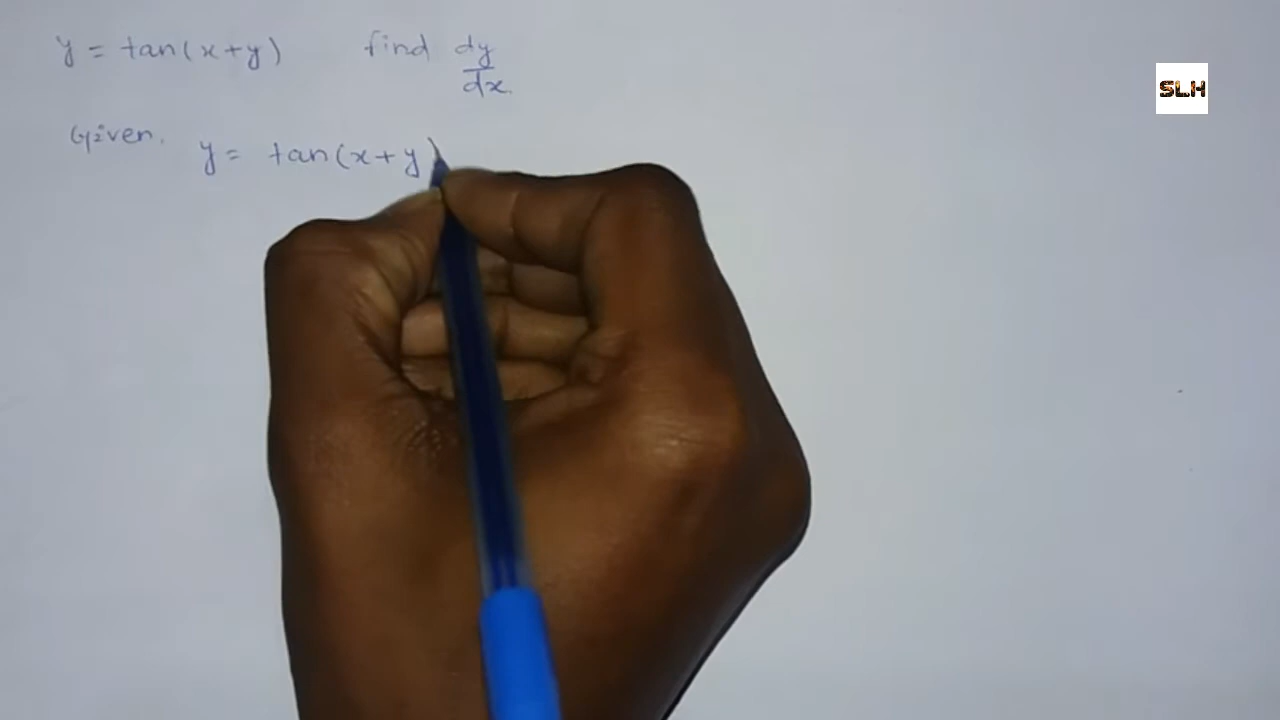 y = tan(x+y) find dy/dx.
SLH
Given, y = tan(x+y)